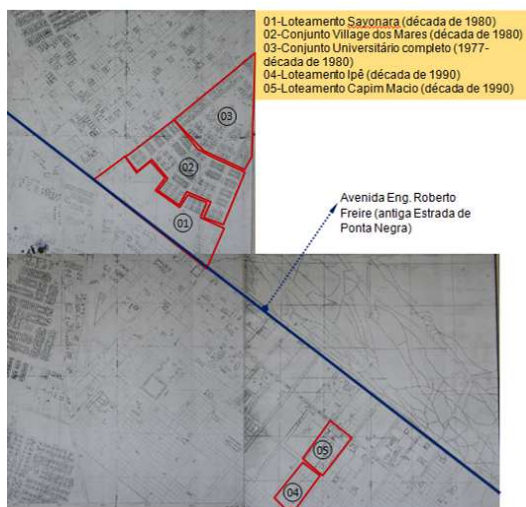 01-Loteamento Sayonara (década de 1980)
02-Conjunto Village dos Mares (década de 1980)
03-Conjunto Universitário completo (1977-
década de 1980)
04-Loteamento Ipê (década de 1990)
05-Loteamento Capim Macio (década de 1990)
03
02
01
Avenida Eng. Roberto
Freire (antiga Estrada de
Ponta Negra)
05
04